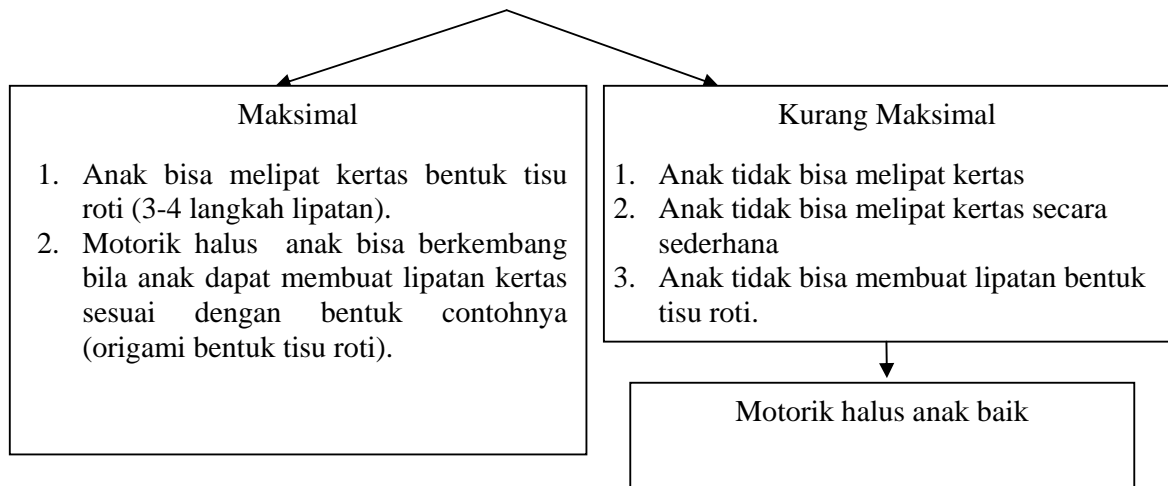 Maksimal
1. Anak bisa melipat kertas bentuk tisu
roti (3-4 langkah lipatan).
2. Motorik halus anak bisa berkembang
bila anak dapat membuat lipatan kertas
sesuai dengan bentuk contohnya
(origami bentuk tisu roti).
Kurang Maksimal
1. Anak tidak bisa melipat kertas
2. Anak tidak bisa melipat kertas secara
sederhana
3. Anak tidak bisa membuat lipatan bentuk
tisu roti.
Motorik halus anak baik